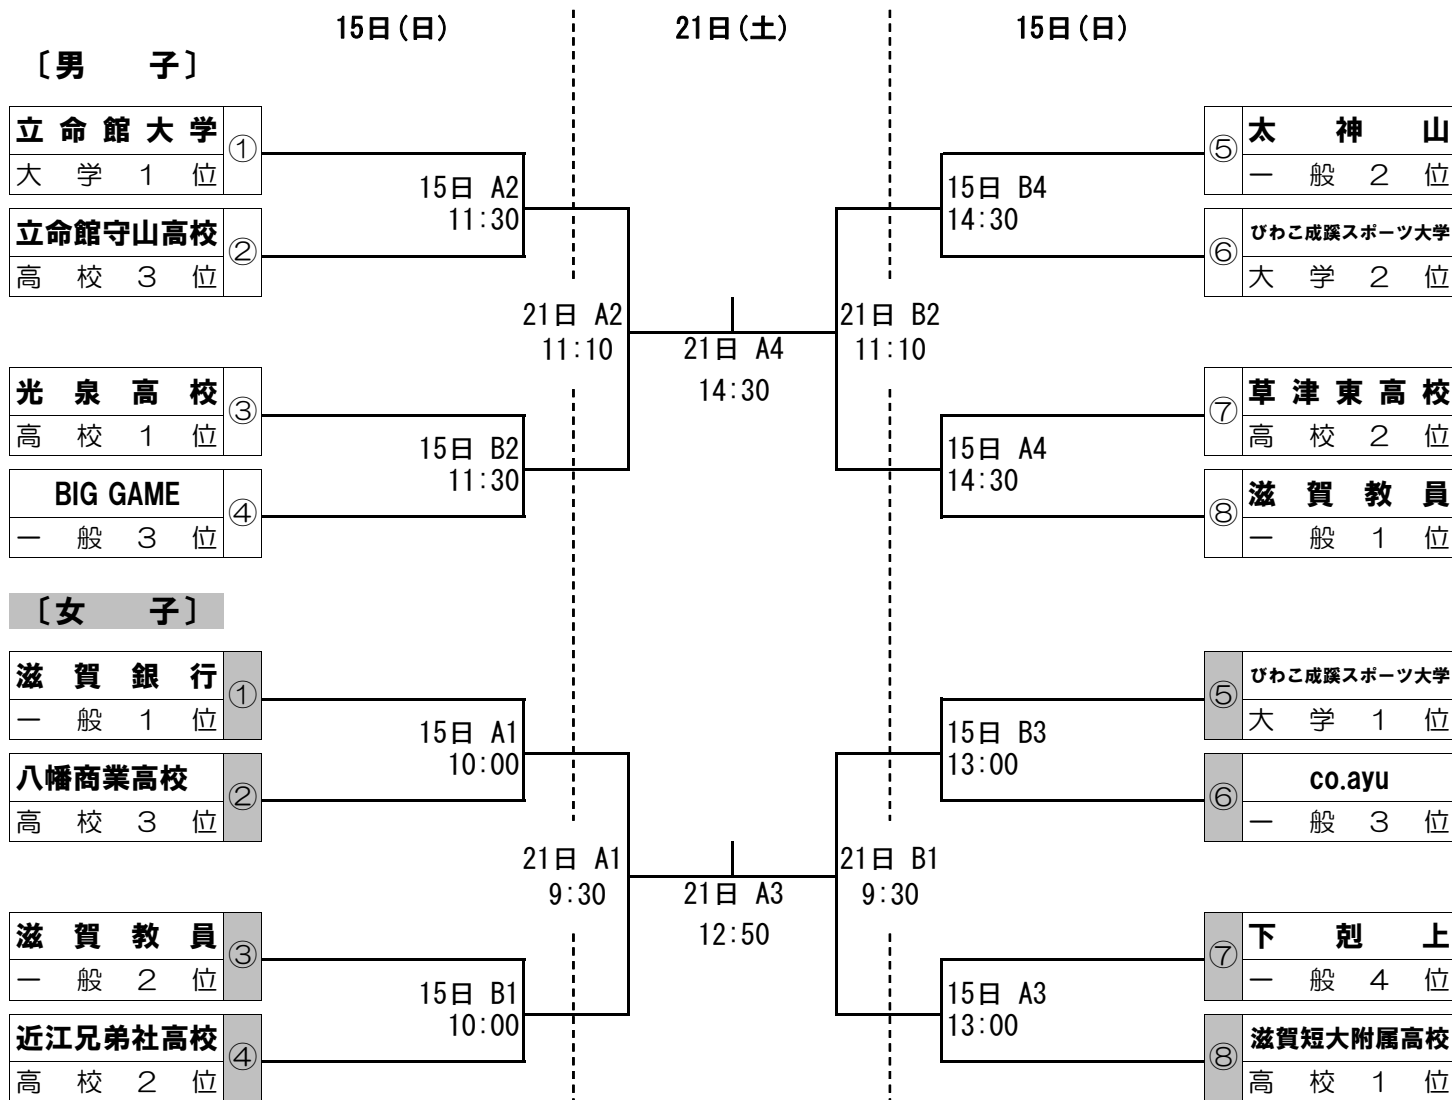 15日(日)
21日(土)
15日(日)
〔男　子〕
立命館大学
大学1位
①
立命館守山高校
高校3位
②
15日 A2
11:30
光泉高校
高校1位
③
BIG GAME
一般3位
④
15日 B2
11:30
21日 A2
11:10
21日 A4
14:30
21日 B2
11:10
⑤
太神山
一般2位
⑥
びわこ成蹊スポーツ大学
大学2位
15日 B4
14:30
⑦
草津東高校
高校2位
⑧
滋賀教員
一般1位
15日 A4
14:30
〔女　子〕
滋賀銀行
一般1位
①
八幡商業高校
高校3位
②
15日 A1
10:00
滋賀教員
一般2位
③
近江兄弟社高校
高校2位
④
15日 B1
10:00
21日 A1
9:30
21日 A3
12:50
21日 B1
9:30
⑤
びわこ成蹊スポーツ大学
大学1位
⑥
co.ayu
一般3位
15日 B3
13:00
⑦
下剋上
一般4位
⑧
滋賀短大附属高校
高校1位
15日 A3
13:00